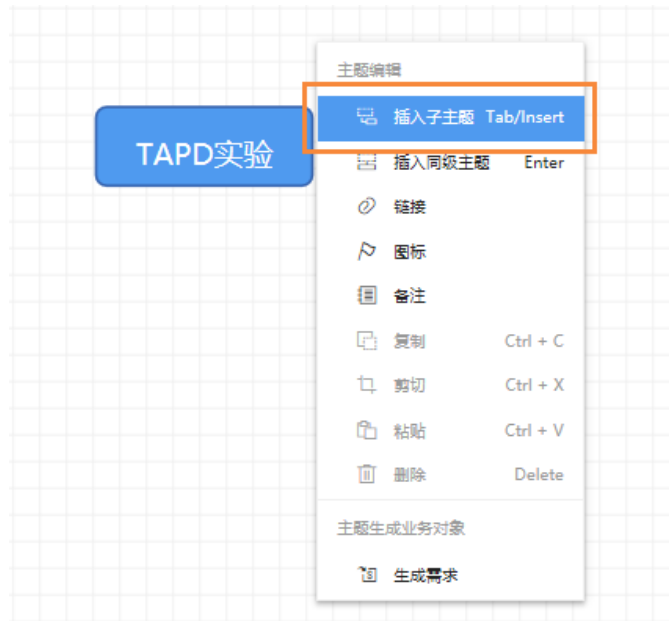 主题编辑
TAPD实验
插入子主题 Tab/Insert
插入同级主题 Enter
链接
图标
备注
复制 Ctrl + C
剪切 Ctrl + X
粘贴 Ctrl + V
删除 Delete
主题生成业务对象
生成需求